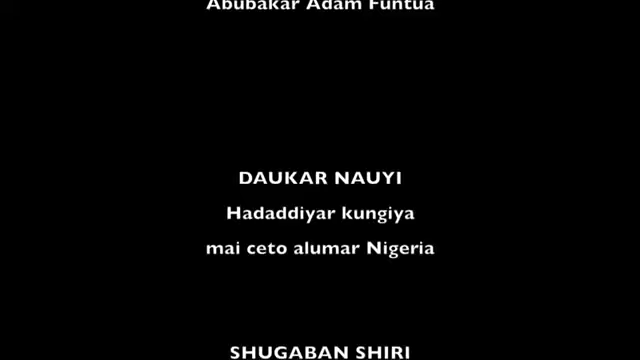 Abubakar Adam Funtua
DAUKAR NAUYI
Hadaddiyar kungiya
mai ceto alumar Nigeria
SHUGABAN SHIRI